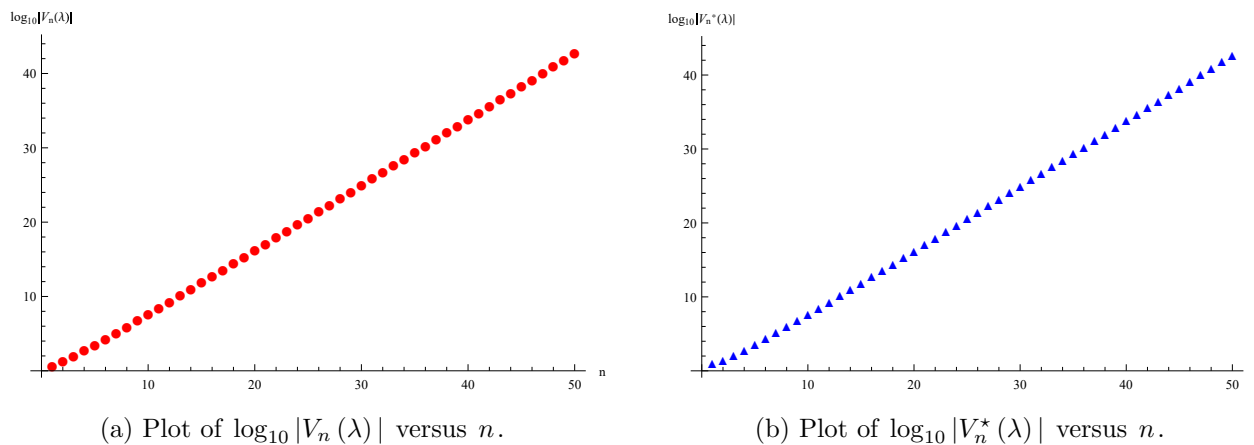 log₁₀|Vₙ(λ)|
40
30
20
10
10 20 30 40 50 n
(a) Plot of log₁₀ |Vₙ (λ) | versus n.
log₁₀|Vₙ*(λ)|
40
30
20
10
10 20 30 40 50 n
(b) Plot of log₁₀ |Vₙ⋆ (λ) | versus n.